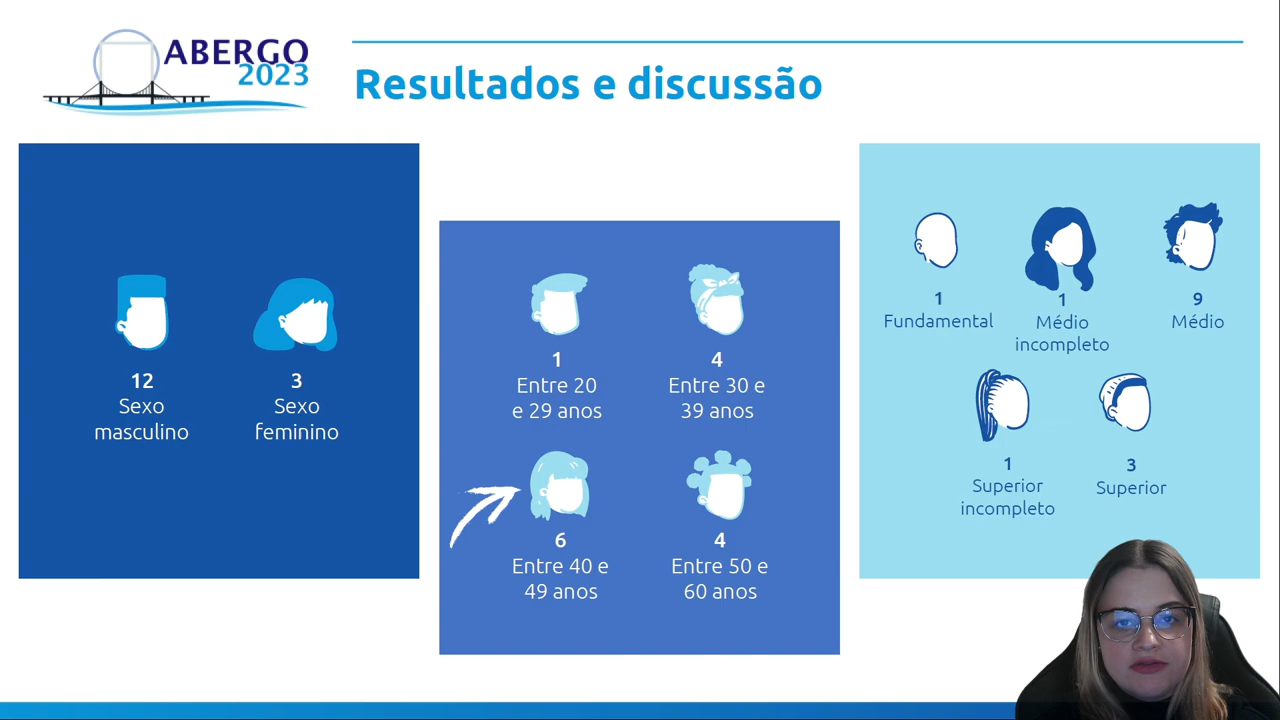 ABERGO
2023
Resultados e discussão
12
Sexo
masculino
3
Sexo
feminino
1
Entre 20
e 29 anos
4
Entre 30 e
39 anos
6
Entre 40 e
49 anos
4
Entre 50 e
60 anos
1
Fundamental
1
Médio
incompleto
9
Médio
1
Superior
incompleto
3
Superior